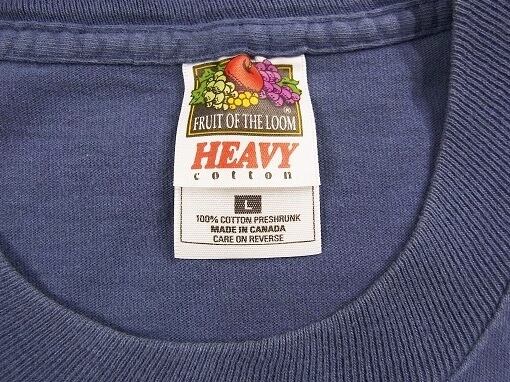 ®
FRUIT OF THE LOOM
HEAVY
cotton
L
100% COTTON PRESHRUNK
MADE IN CANADA
CARE ON REVERSE